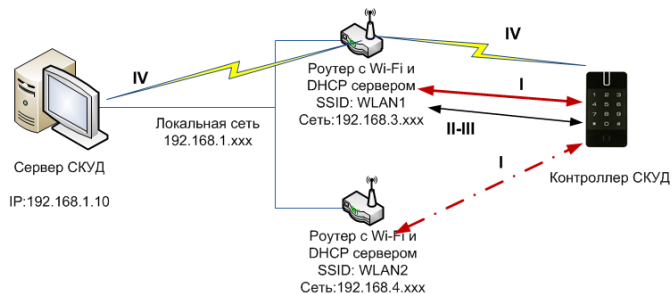 IV
IV
Роутер с Wi-Fi и
DHCP сервером
SSID: WLAN1
Сеть:192.168.3.xxx
I
II-III
Локальная сеть
192.168.1.xxx
Сервер СКУД
IP:192.168.1.10
I
Контроллер СКУД
Роутер с Wi-Fi и
DHCP сервером
SSID: WLAN2
Сеть:192.168.4.xxx